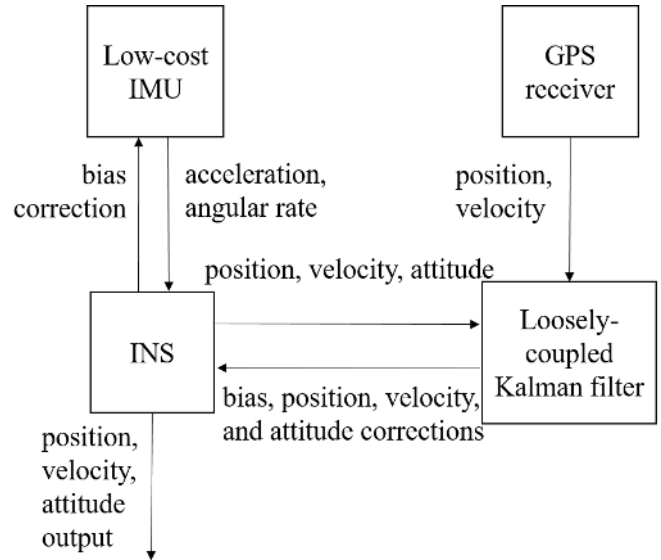 Low-cost
IMU
GPS
receiver
bias
correction
acceleration,
angular rate
position,
velocity
position, velocity, attitude
INS
Loosely-
coupled
Kalman filter
bias, position, velocity,
and attitude corrections
position,
velocity,
attitude
output